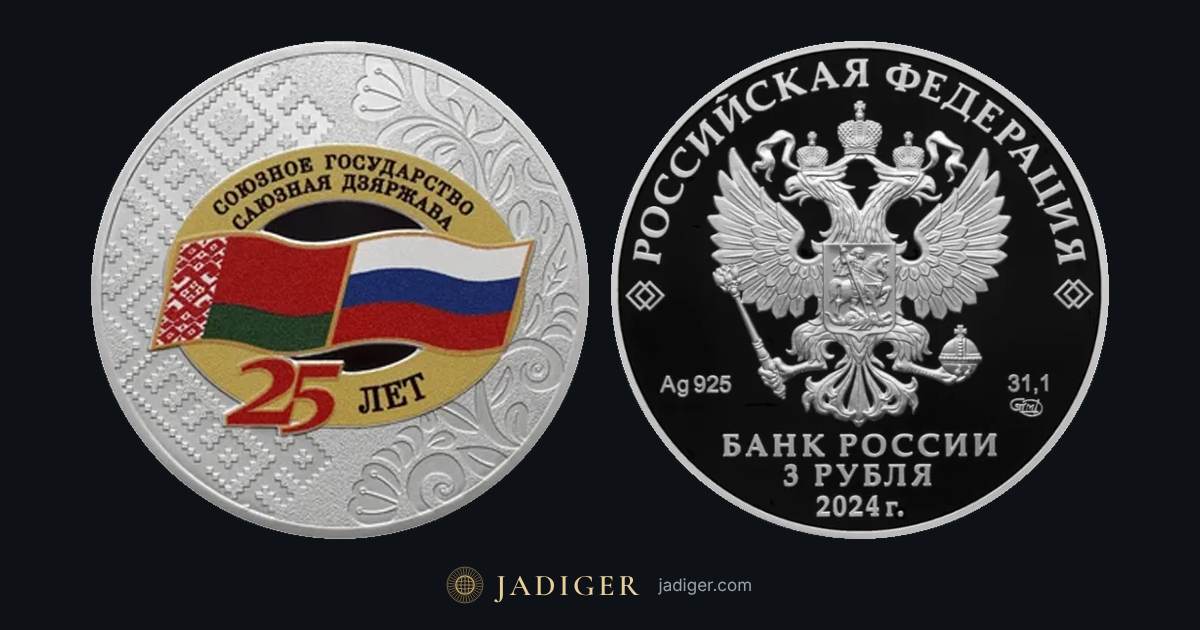 СОЮЗНОЕ ГОСУДАРСТВО
САЮЗНАЯ ДЗЯРЖАВА
25 ЛЕТ
РОССИЙСКАЯ ФЕДЕРАЦИЯ
Ag 925
31,1
БАНК РОССИИ
3 РУБЛЯ
2024 г.
JADIGER
jadiger.com